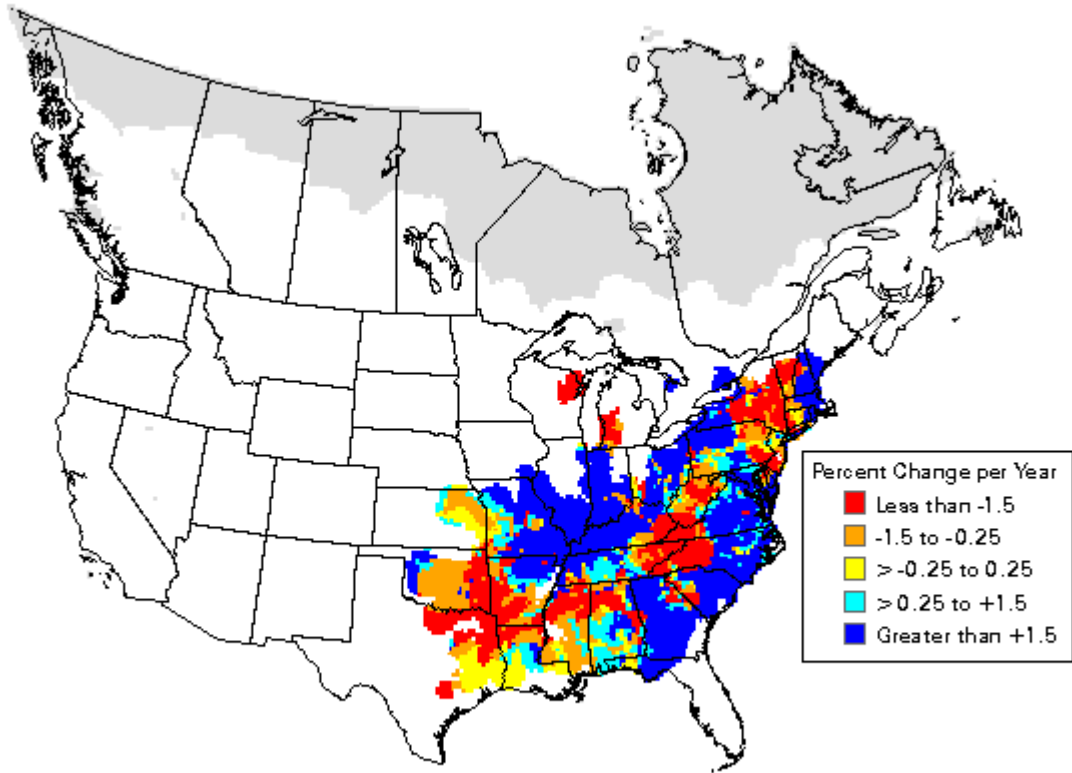 Percent Change per Year
Less than -1.5
-1.5 to -0.25
> -0.25 to 0.25
> 0.25 to +1.5
Greater than +1.5